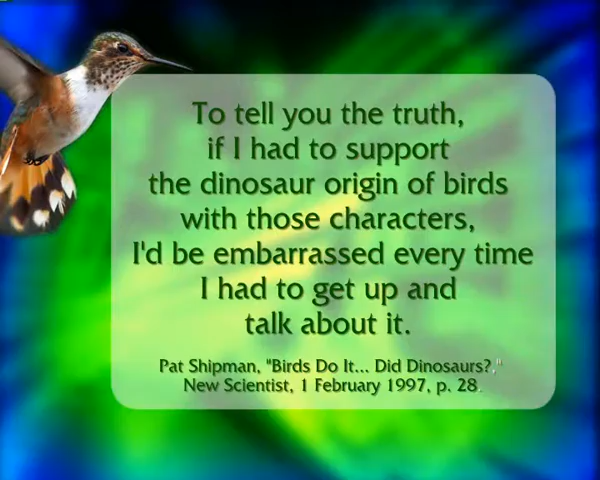 To tell you the truth,
if I had to support
the dinosaur origin of birds
with those characters,
I'd be embarrassed every time
I had to get up and
talk about it.
Pat Shipman, "Birds Do It... Did Dinosaurs?,"
New Scientist, 1 February 1997, p. 28.